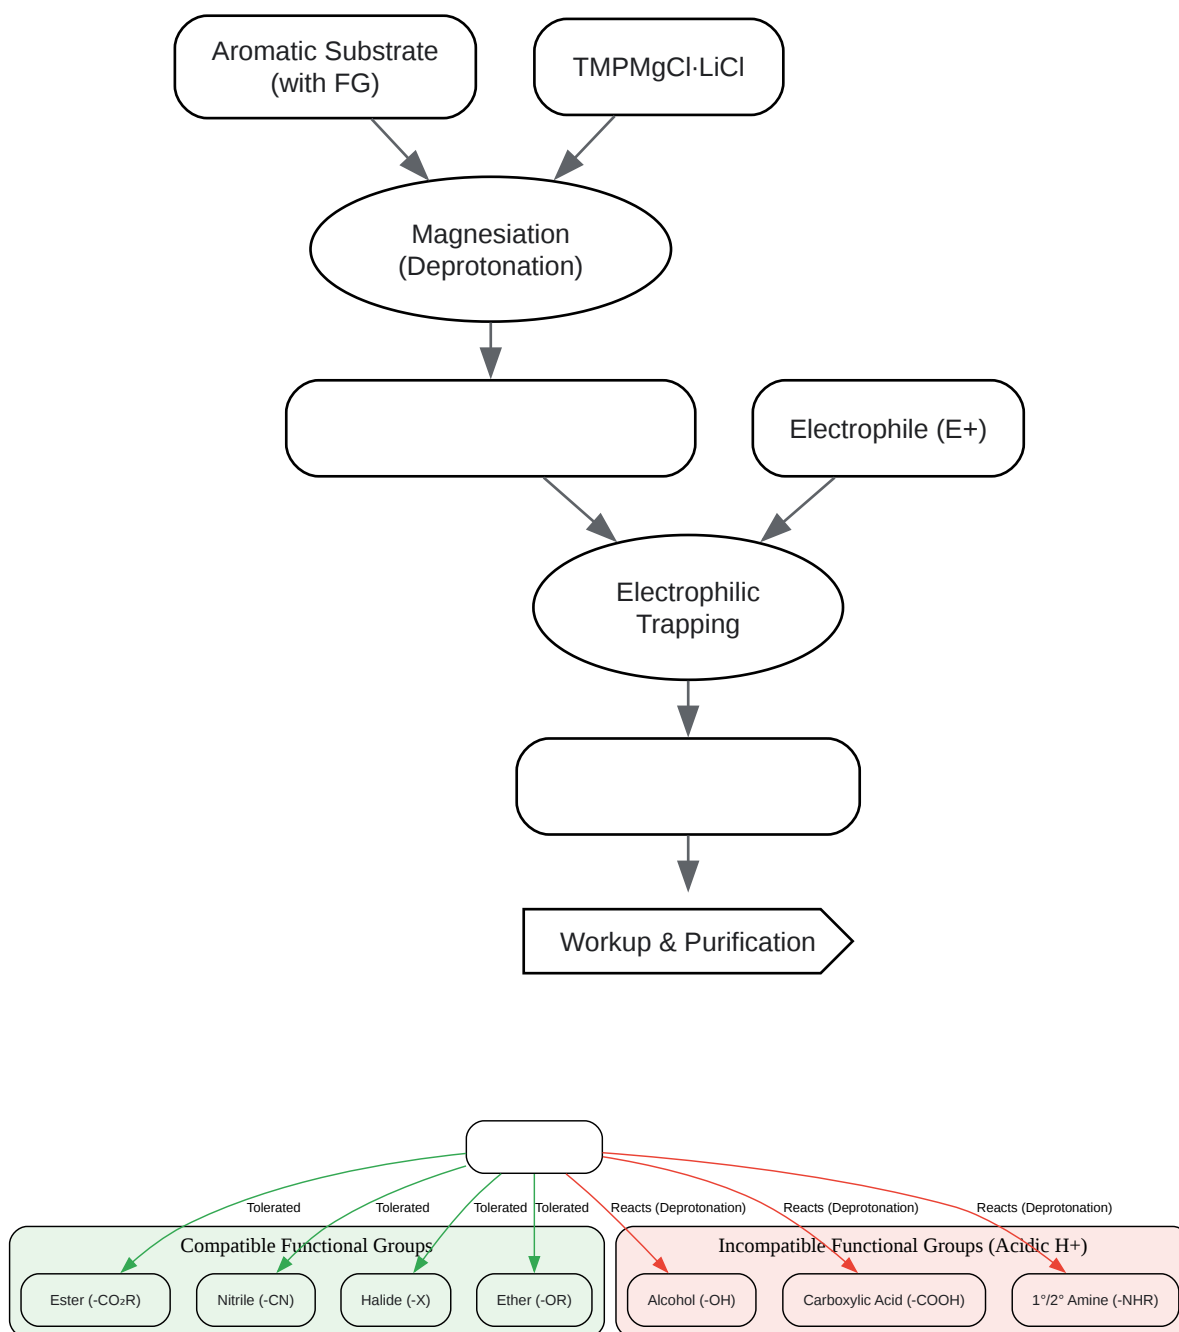 Aromatic Substrate
(with FG)
TMPMgCl·LiCl
Magnesiation
(Deprotonation)
Electrophile (E+)
Electrophilic
Trapping
Workup & Purification
Tolerated
Tolerated
Tolerated
Tolerated
Reacts (Deprotonation)
Reacts (Deprotonation)
Reacts (Deprotonation)
Compatible Functional Groups
Incompatible Functional Groups (Acidic H+)
Ester (-CO₂R)
Nitrile (-CN)
Halide (-X)
Ether (-OR)
Alcohol (-OH)
Carboxylic Acid (-COOH)
1°/2° Amine (-NHR)